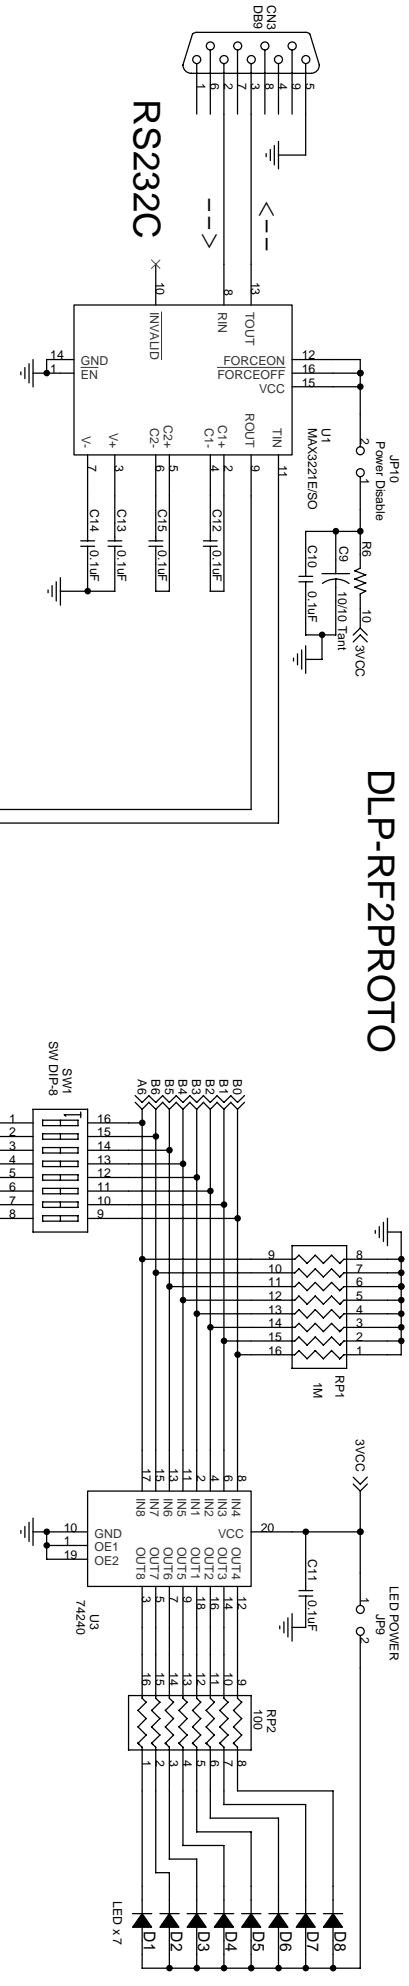 DLP-RF2PROTO
CN3
DB9
5
9
4
8
3
7
2
6
1
<--
-->
RS232C
13
8
10
TOUT
RIN
INVALID
14
1
GND
EN
FORCEON
FORCEOFF
VCC
12
16
15
TIN
ROUT
C1+
C1-
C2+
C2-
V+
V-
11
9
2
4
5
6
3
7
U1
MAX3221E/SO
JP10
Power Disable
2
1
R6
10
3VCC
C9
10/10 Tant
C10
0.1uF
C12
0.1uF
C15
0.1uF
C13
0.1uF
C14
0.1uF
B0
B1
B2
B3
B4
B5
B6
A6
SW1
SW DIP-8
1
2
3
4
5
6
7
8
16
15
14
13
12
11
10
9
9
10
11
12
13
14
15
16
8
7
6
5
4
3
2
1
RP1
1M
3VCC
LED POWER
JP9
1
2
C11
0.1uF
8
6
4
2
11
13
15
17
IN4
IN3
IN2
IN1
IN5
IN6
IN7
IN8
10
1
19
GND
OE1
OE2
VCC
20
OUT4
OUT3
OUT2
OUT1
OUT5
OUT6
OUT7
OUT8
12
14
16
18
9
7
5
3
U3
74240
RP2
100
9
10
11
12
13
14
15
16
8
7
6
5
4
3
2
1
D8
D7
D6
D5
D4
D3
D2
D1
LED x 7